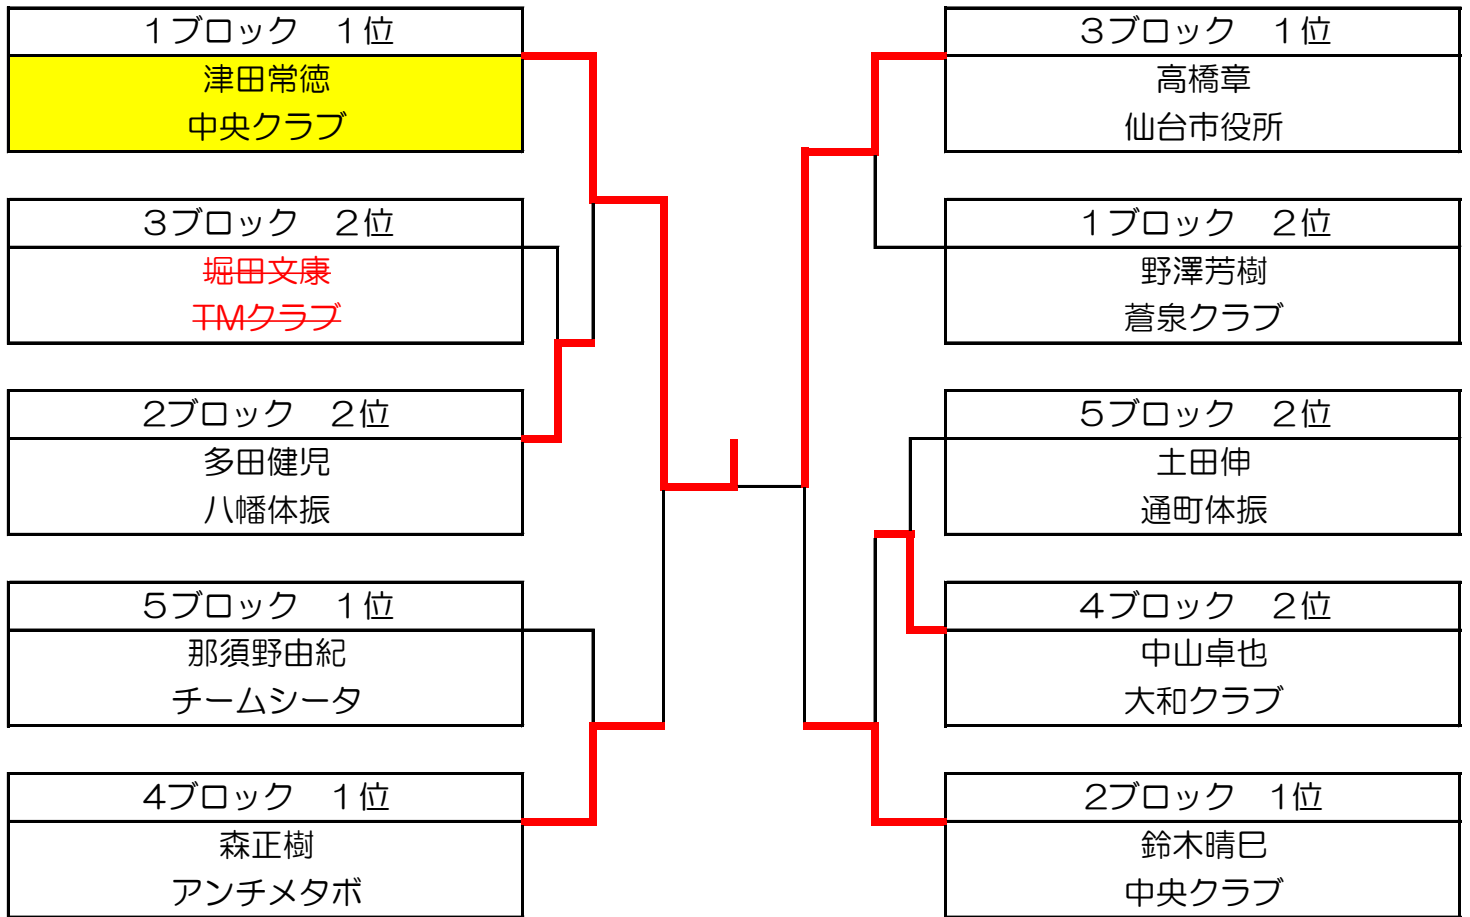 １ブロック　１位
津田常徳
中央クラブ
３ブロック　２位
堀田文康
TMクラブ
２ブロック　２位
多田健児
八幡体振
５ブロック　１位
那須野由紀
チームシータ
４ブロック　１位
森正樹
アンチメタボ
３ブロック　１位
高橋章
仙台市役所
１ブロック　２位
野澤芳樹
蒼泉クラブ
５ブロック　２位
土田伸
通町体振
４ブロック　２位
中山卓也
大和クラブ
２ブロック　１位
鈴木晴巳
中央クラブ